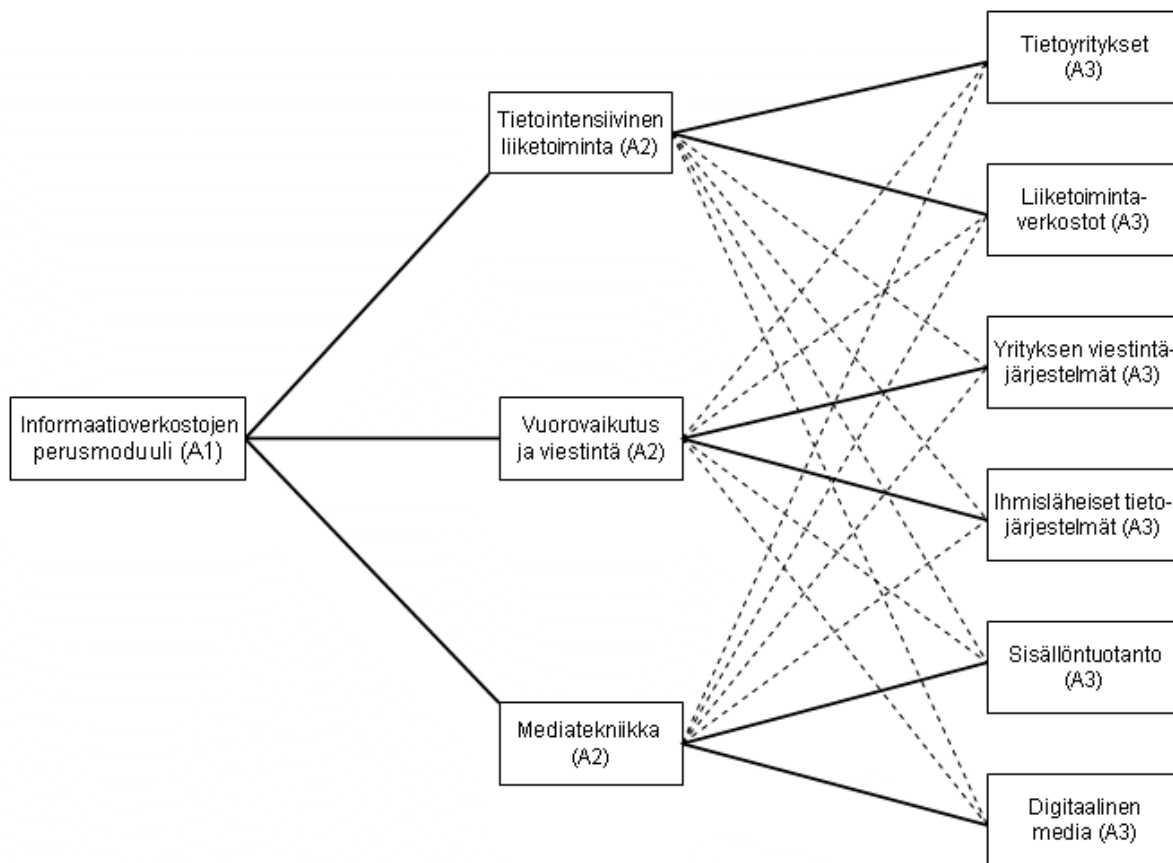 Informaatioverkostojen
perusmoduuli (A1)
Tietointensiivinen
liiketoiminta (A2)
Vuorovaikutus
ja viestintä (A2)
Mediatekniikka
(A2)
Tietoyritykset
(A3)
Liiketoiminta-
verkostot (A3)
Yrityksen viestintä-
järjestelmät (A3)
Ihmisläheiset tieto-
järjestelmät (A3)
Sisällöntuotanto
(A3)
Digitaalinen
media (A3)